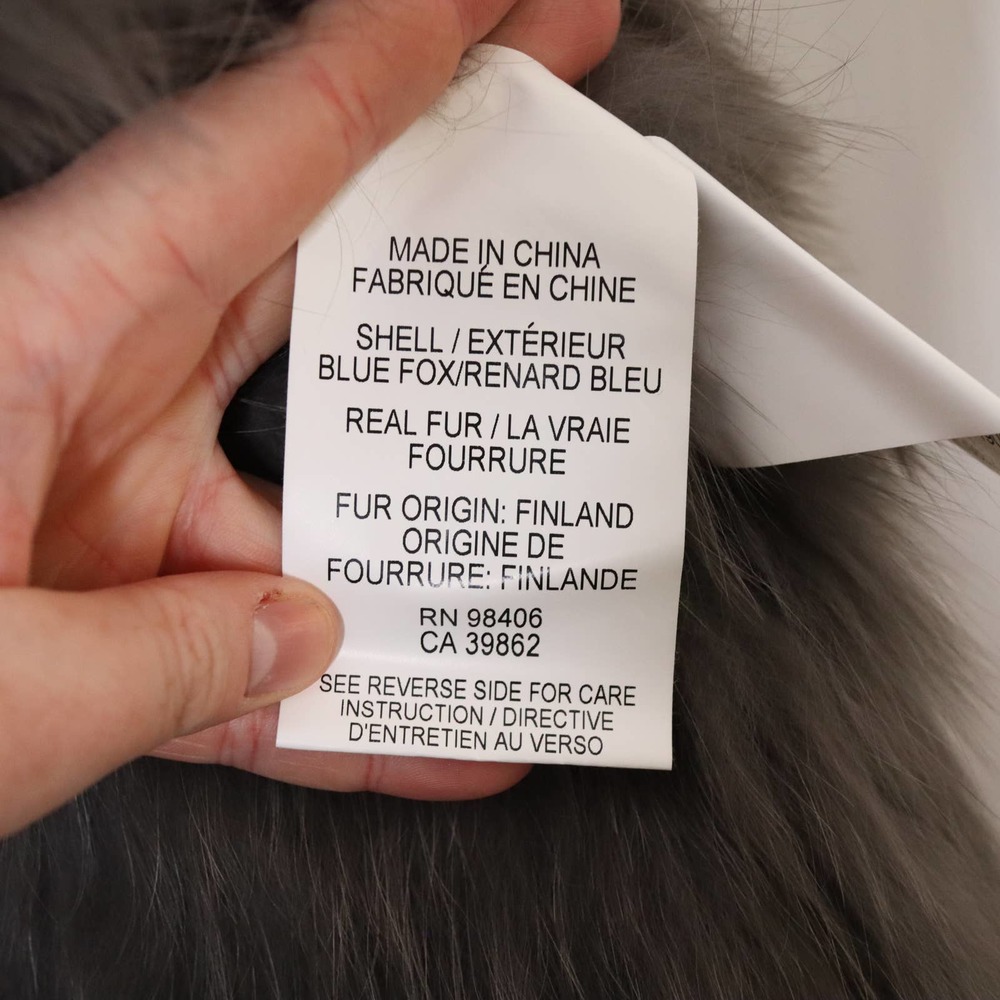 MADE IN CHINA
FABRIQUÉ EN CHINE
SHELL / EXTÉRIEUR
BLUE FOX/RENARD BLEU
REAL FUR / LA VRAIE
FOURRURE
FUR ORIGIN: FINLAND
ORIGINE DE
FOURRURE: FINLANDE
RN 98406
CA 39862
SEE REVERSE SIDE FOR CARE
INSTRUCTION / DIRECTIVE
D'ENTRETIEN AU VERSO